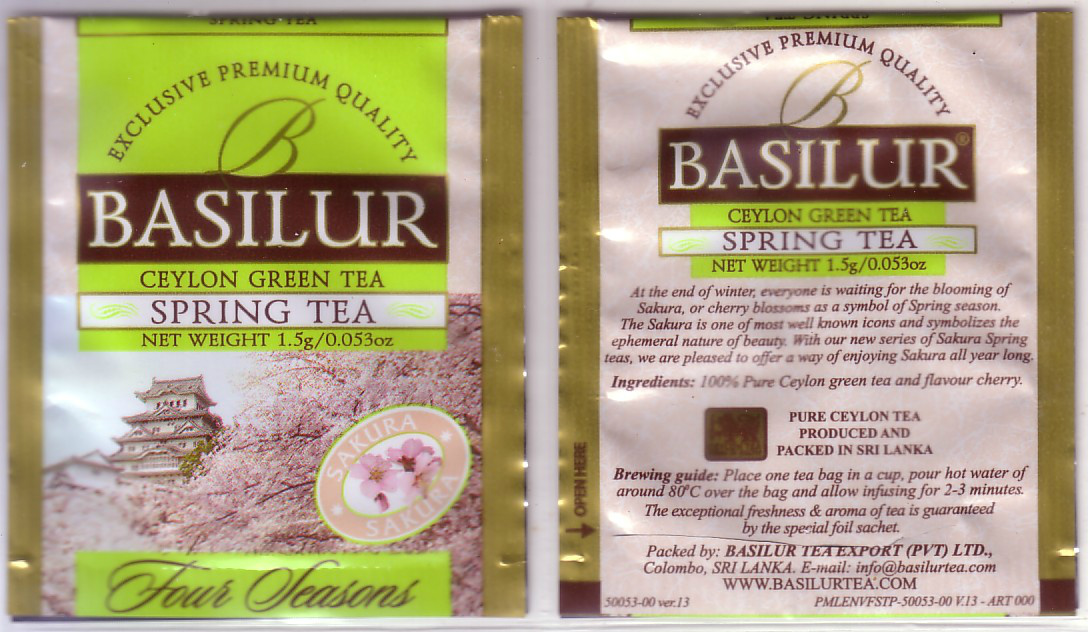 SPRING TEA
EXCLUSIVE PREMIUM QUALITY
B
BASILUR
CEYLON GREEN TEA
SPRING TEA
NET WEIGHT 1.5g/0.053oz
SAKURA
SAKURA
Four Seasons
SPRING TEA
EXCLUSIVE PREMIUM QUALITY
B
BASILUR®
CEYLON GREEN TEA
SPRING TEA
NET WEIGHT 1.5g/0.053oz
At the end of winter, everyone is waiting for the blooming of
Sakura, or cherry blossoms as a symbol of Spring season.
The Sakura is one of most well known icons and symbolizes the
ephemeral nature of beauty. With our new series of Sakura Spring
teas, we are pleased to offer a way of enjoying Sakura all year long.
Ingredients: 100% Pure Ceylon green tea and flavour cherry.
PURE CEYLON TEA
PRODUCED AND
PACKED IN SRI LANKA
OPEN HERE
Brewing guide: Place one tea bag in a cup, pour hot water of
around 80⁰C over the bag and allow infusing for 2-3 minutes.
The exceptional freshness & aroma of tea is guaranteed
by the special foil sachet.
Packed by: BASILUR TEA EXPORT (PVT) LTD.,
Colombo, SRI LANKA. E-mail: info@basilurtea.com
WWW.BASILURTEA.COM
50053-00 ver.13
PMLENVFSTP-50053-00 V.13 - ART 000